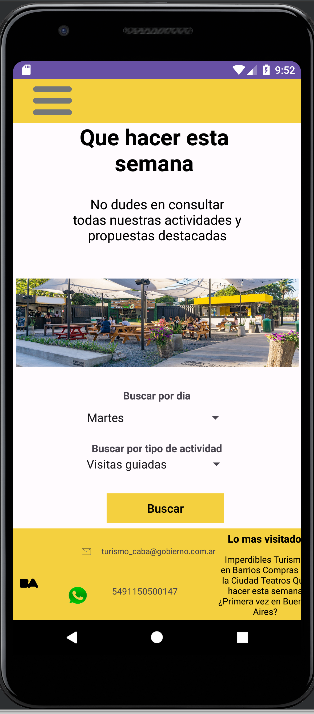 9:52
Que hacer esta
semana
No dudes en consultar
todas nuestras actividades y
propuestas destacadas
Buscar por dia
Martes
Buscar por tipo de actividad
Visitas guiadas
Buscar
BA
turismo_caba@gobierno.com.ar
5491150500147
Lo mas visitado
Imperdibles Turism
en Barrios Compras
la Ciudad Teatros Qu
hacer esta semana
¿Primera vez en Buen
Aires?